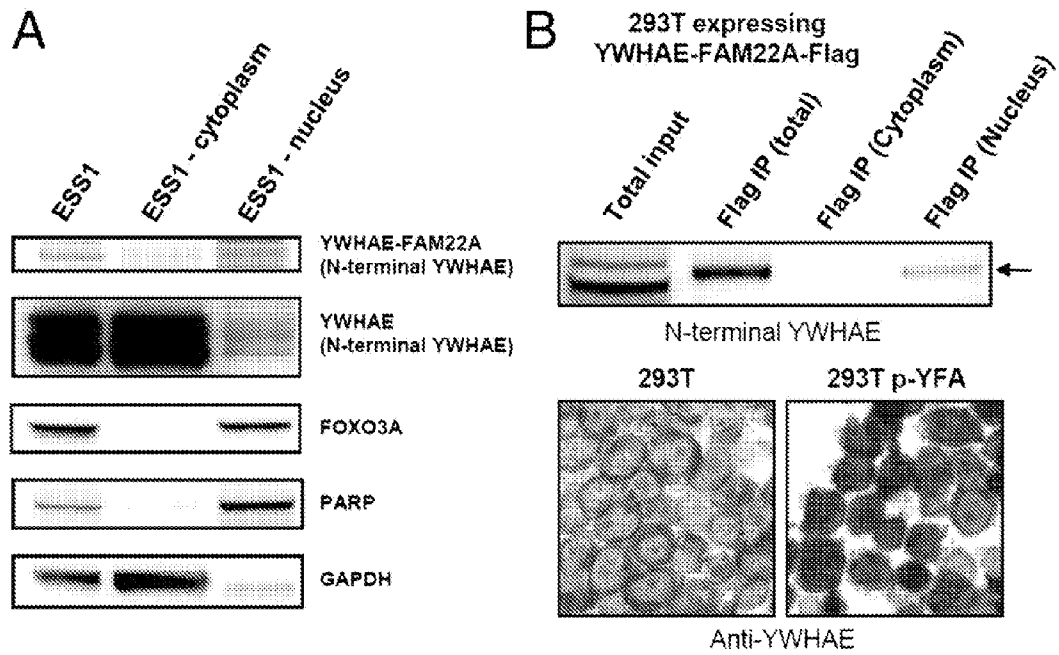 A
ESS1
ESS1 - cytoplasm
ESS1 - nucleus
YWHAE-FAM22A
(N-terminal YWHAE)
YWHAE
(N-terminal YWHAE)
FOXO3A
PARP
GAPDH
B
293T expressing
YWHAE-FAM22A-Flag
Total input
Flag IP (total)
Flag IP (Cytoplasm)
Flag IP (Nucleus)
N-terminal YWHAE
293T
293T p-YFA
Anti-YWHAE